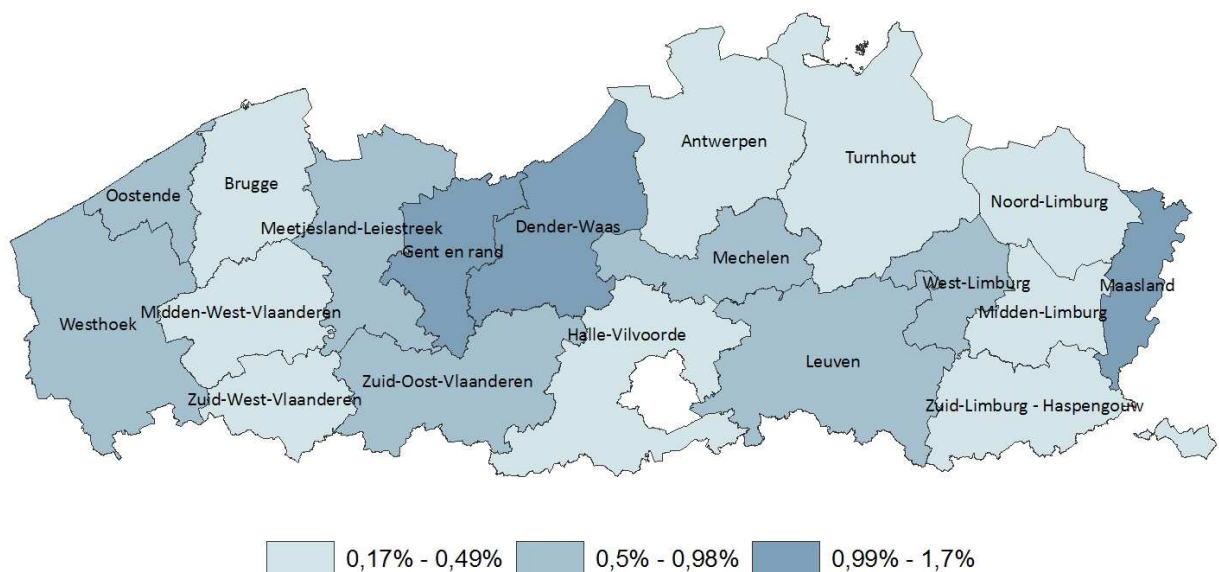 Antwerpen
Turnhout
Brugge
Oostende
Noord-Limburg
Meetjesland-Leiestreek
Dender-Waas
Gent en rand
Mechelen
West-Limburg
Maasland
Midden-West-Vlaanderen
Midden-Limburg
Westhoek
Halle-Vilvoorde
Leuven
Zuid-Oost-Vlaanderen
Zuid-West-Vlaanderen
Zuid-Limburg - Haspengouw
0,17% - 0,49% 0,5% - 0,98% 0,99% - 1,7%